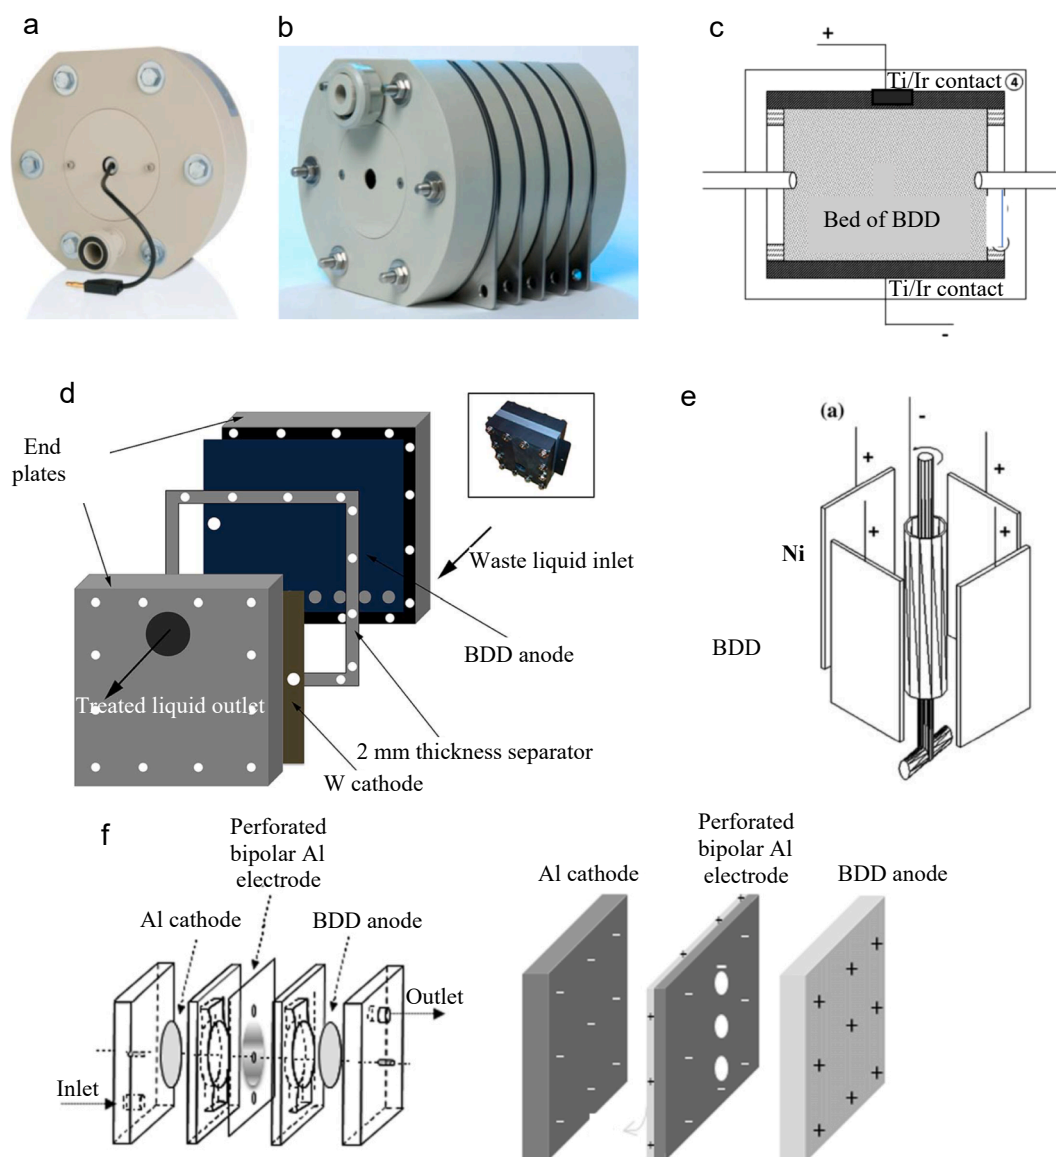 a
b
c
+
Ti/Ir contact ④
Bed of BDD
Ti/Ir contact
-
d
End
plates
Waste liquid inlet
BDD anode
Treated liquid outlet
2 mm thickness separator
W cathode
e
(a)
-
+
+
+
+
Ni
BDD
f
Perforated
bipolar Al
electrode
Al cathode
BDD anode
Outlet
Inlet
Perforated
bipolar Al
electrode
Al cathode
BDD anode